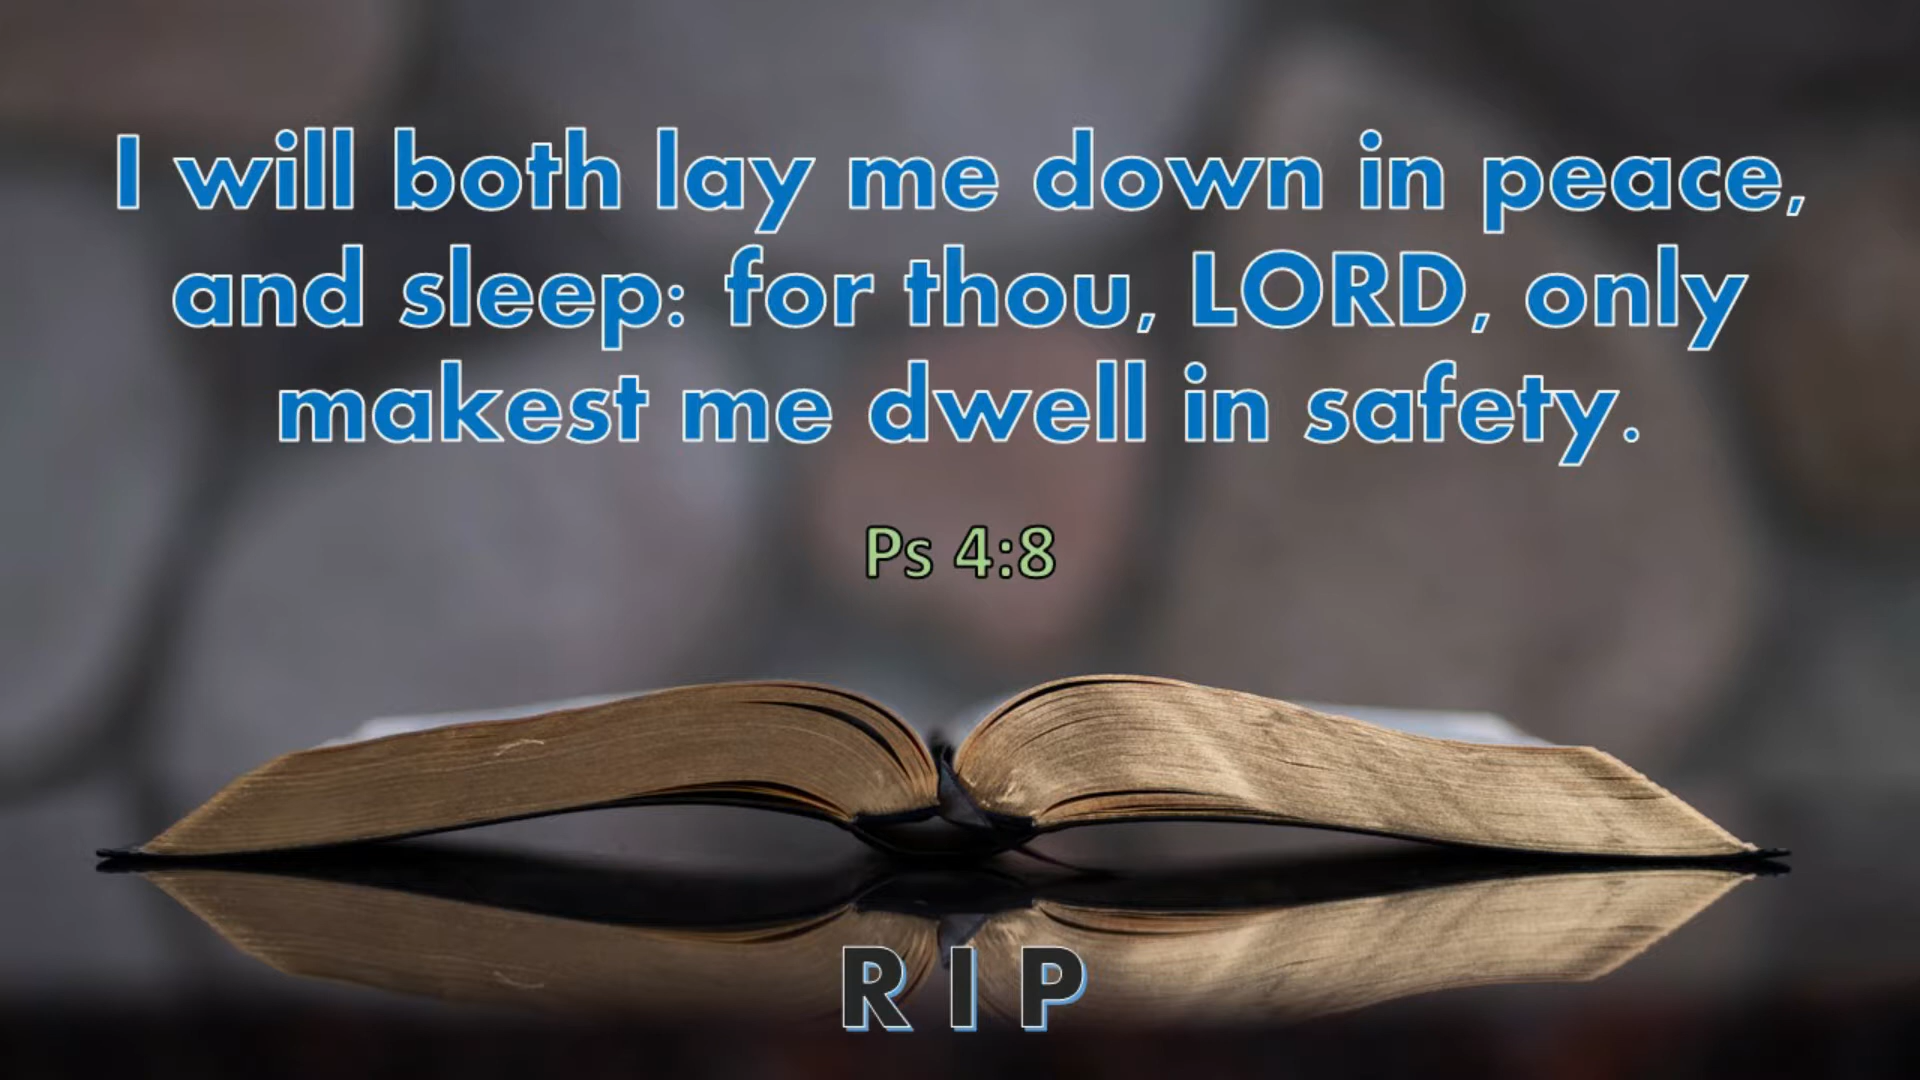 I will both lay me down in peace,
and sleep: for thou, LORD, only
makest me dwell in safety.
Ps 4:8
R I P